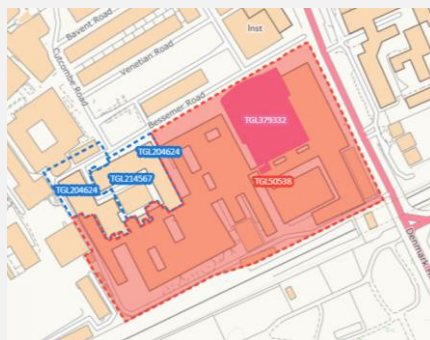 Bavent Road
Inst
Cutcombe Road
Venetian Road
Bessemer Road
TGL379332
TGL204624
TGL214567
TGL204624
TGL50538
Denmark